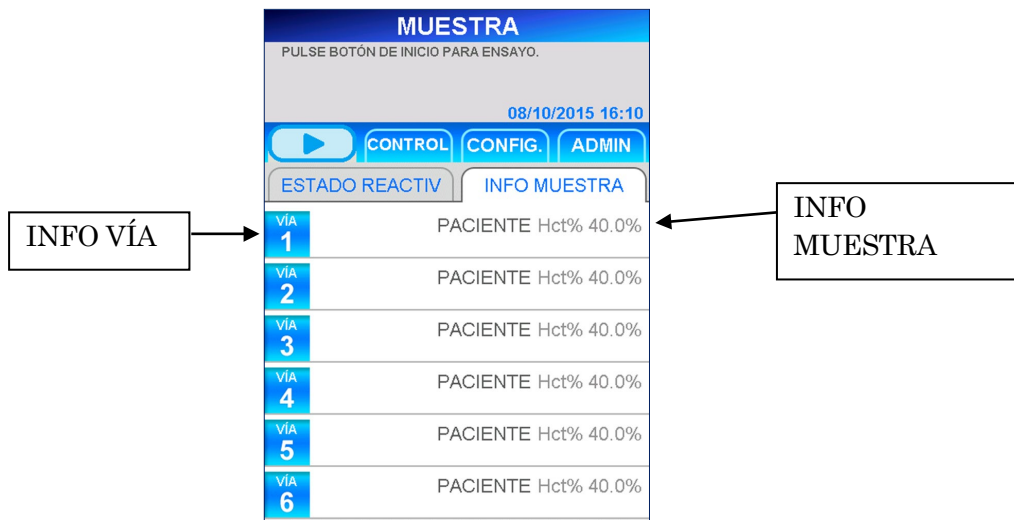 MUESTRA
PULSE BOTÓN DE INICIO PARA ENSAYO.
08/10/2015 16:10
CONTROL CONFIG. ADMIN
ESTADO REACTIV INFO MUESTRA
INFO VÍA
INFO
MUESTRA
VÍA
1 PACIENTE Hct% 40.0%
VÍA
2 PACIENTE Hct% 40.0%
VÍA
3 PACIENTE Hct% 40.0%
VÍA
4 PACIENTE Hct% 40.0%
VÍA
5 PACIENTE Hct% 40.0%
VÍA
6 PACIENTE Hct% 40.0%